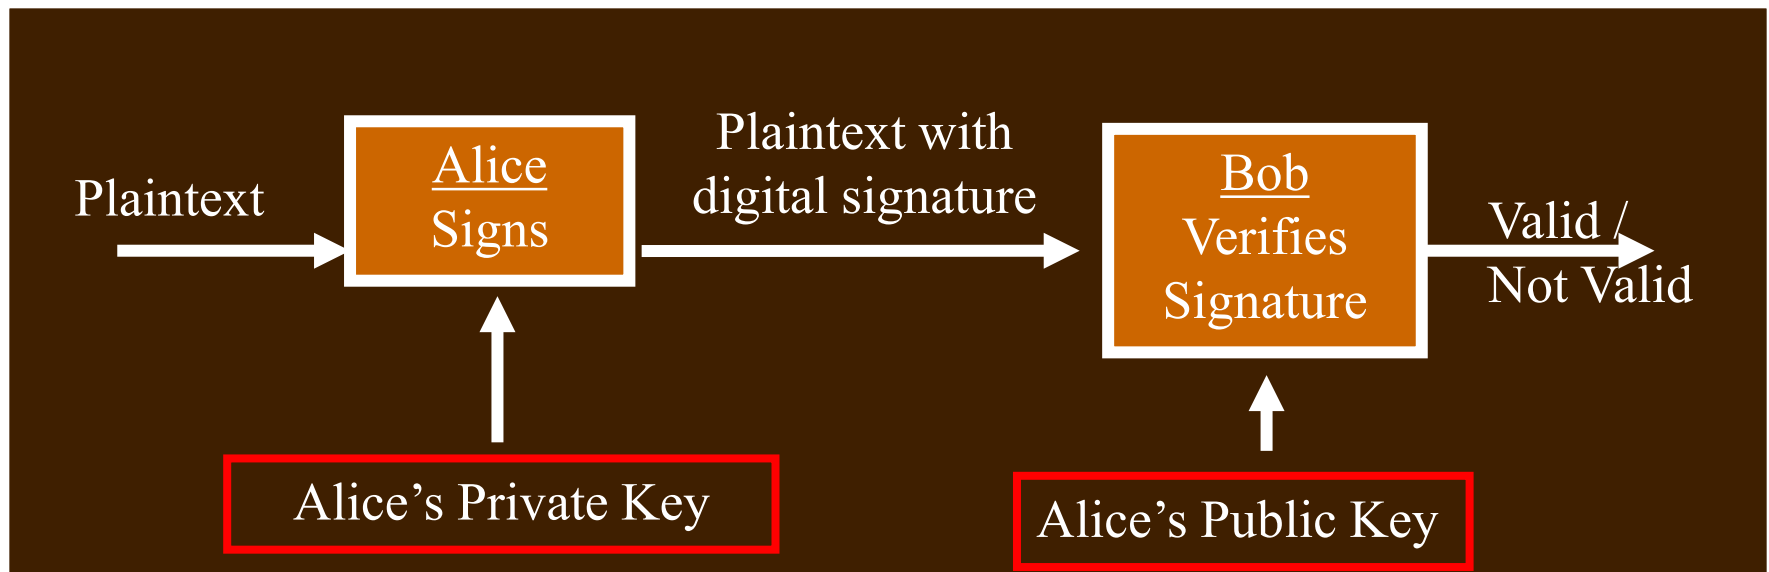 Plaintext
Alice
Signs
Plaintext with
digital signature
Bob
Verifies
Signature
Valid /
Not Valid
Alice’s Private Key
Alice’s Public Key